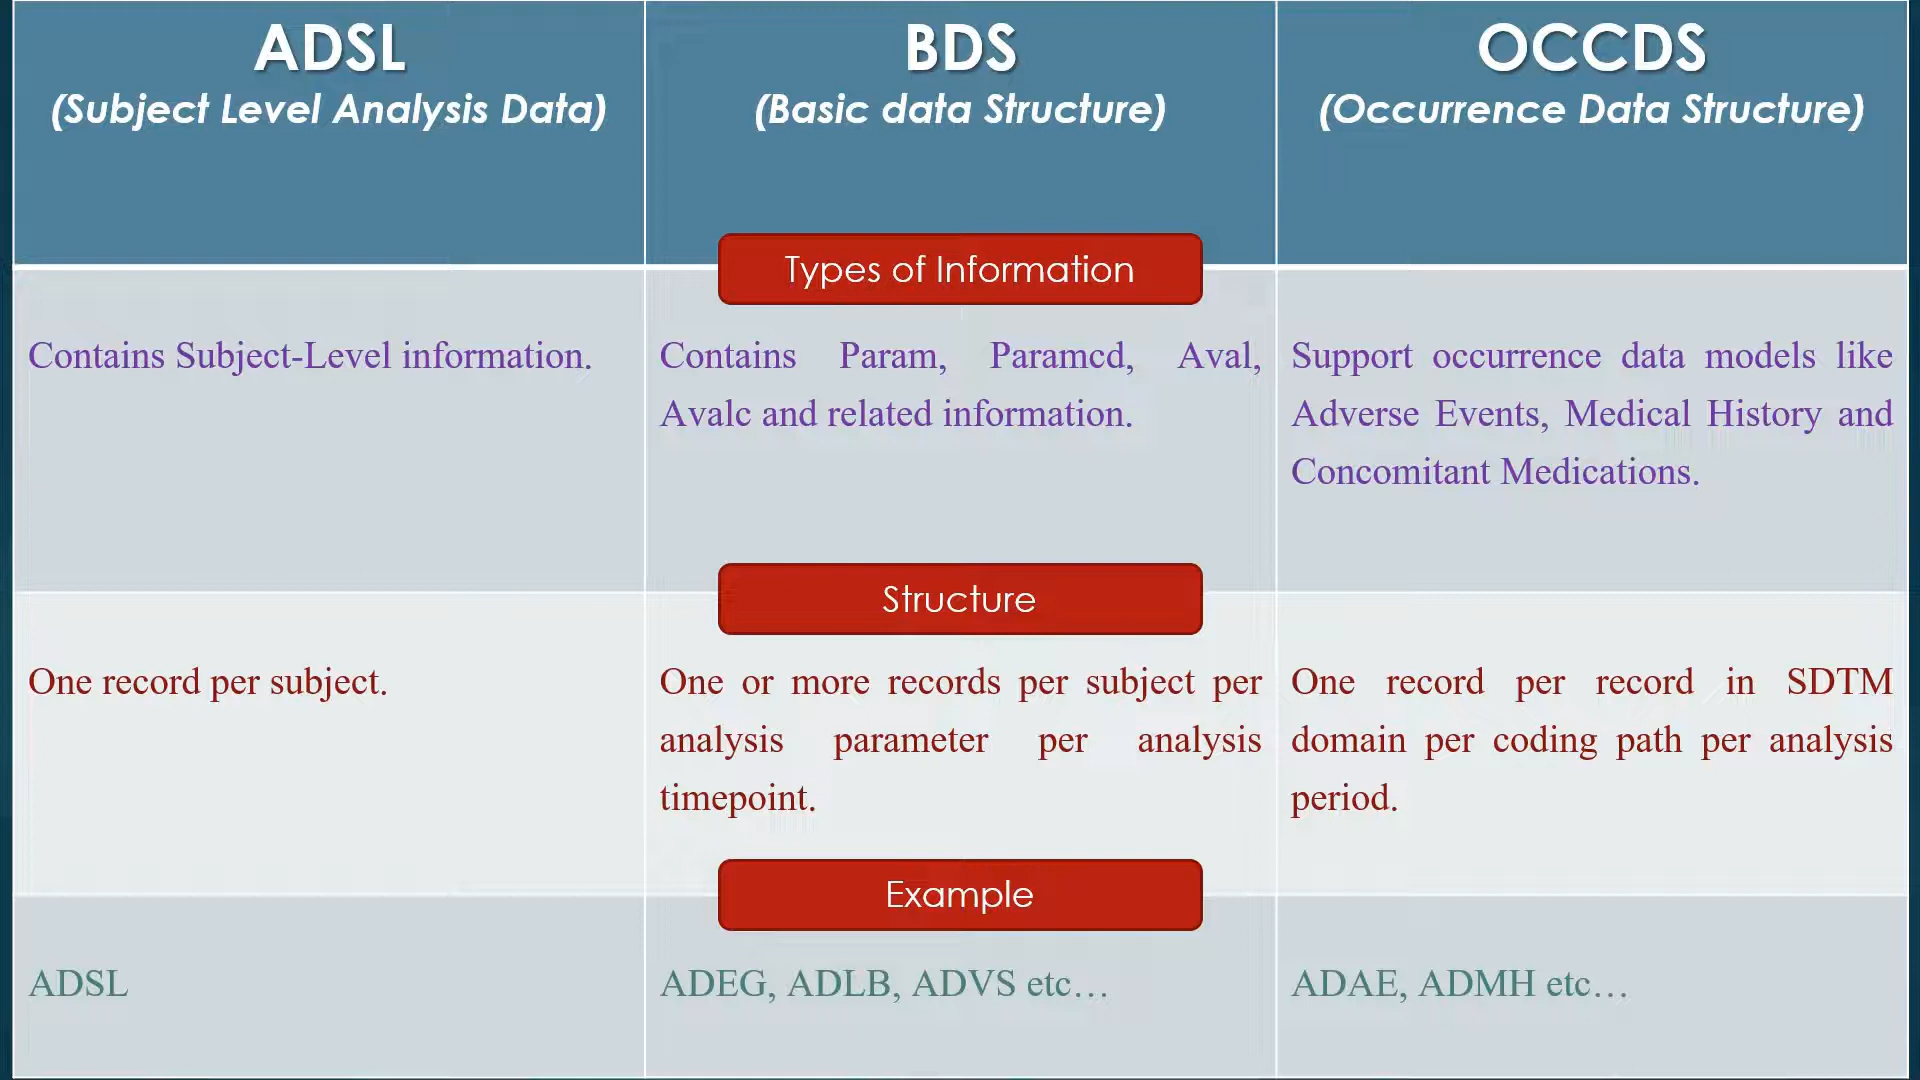 ADSL
(Subject Level Analysis Data)
BDS
(Basic data Structure)
OCCDS
(Occurrence Data Structure)
Types of Information
Contains Subject-Level information.
Contains Param, Paramcd, Aval,
Avalc and related information.
Support occurrence data models like
Adverse Events, Medical History and
Concomitant Medications.
Structure
One record per subject.
One or more records per subject per
analysis parameter per analysis
timepoint.
One record per record in SDTM
domain per coding path per analysis
period.
Example
ADSL
ADEG, ADLB, ADVS etc…
ADAE, ADMH etc…